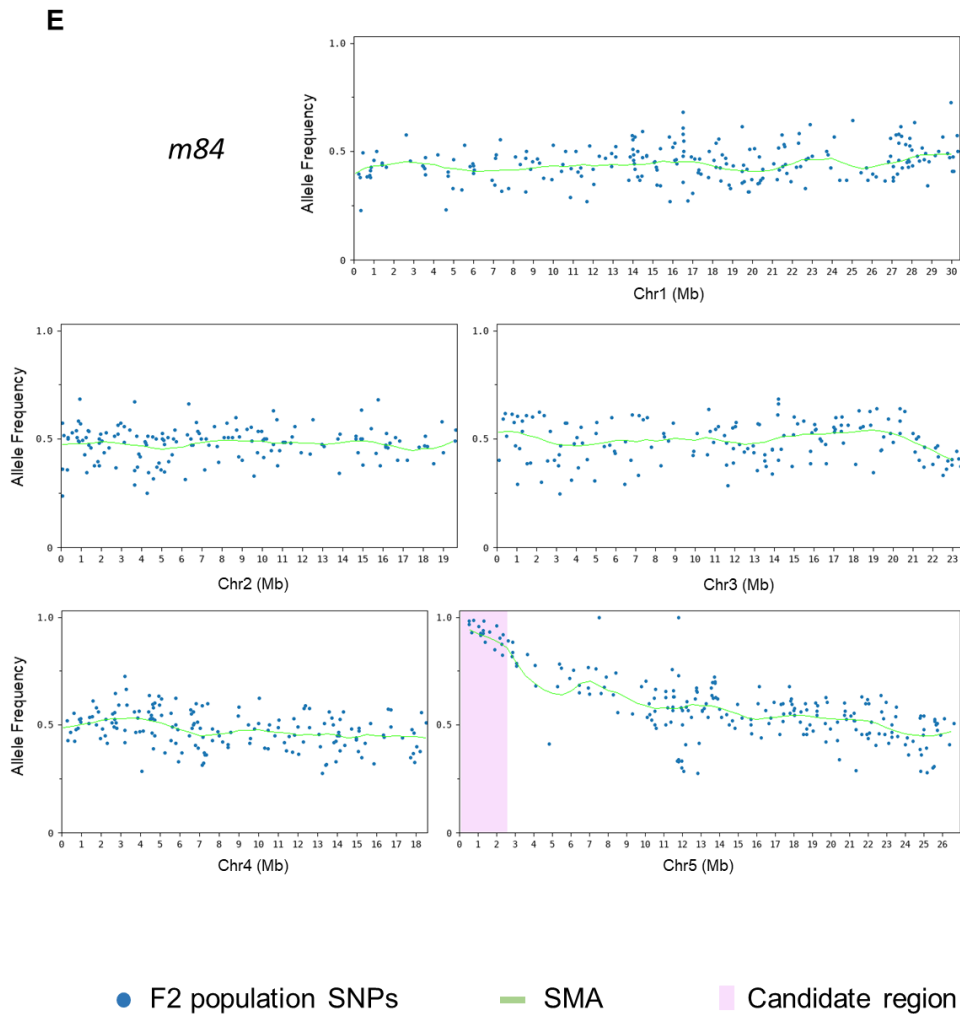 E
m84
1.0
0.5
0
Allele Frequency
0 1 2 3 4 5 6 7 8 9 10 11 12 13 14 15 16 17 18 19 20 21 22 23 24 25 26 27 28 29 30
Chr1 (Mb)
1.0
0.5
0
Allele Frequency
0 1 2 3 4 5 6 7 8 9 10 11 12 13 14 15 16 17 18 19
Chr2 (Mb)
1.0
0.5
0
0 1 2 3 4 5 6 7 8 9 10 11 12 13 14 15 16 17 18 19 20 21 22 23
Chr3 (Mb)
1.0
0.5
0
Allele Frequency
0 1 2 3 4 5 6 7 8 9 10 11 12 13 14 15 16 17 18
Chr4 (Mb)
1.0
0.5
0
0 1 2 3 4 5 6 7 8 9 10 11 12 13 14 15 16 17 18 19 20 21 22 23 24 25 26
Chr5 (Mb)
F2 population SNPs
SMA
Candidate region